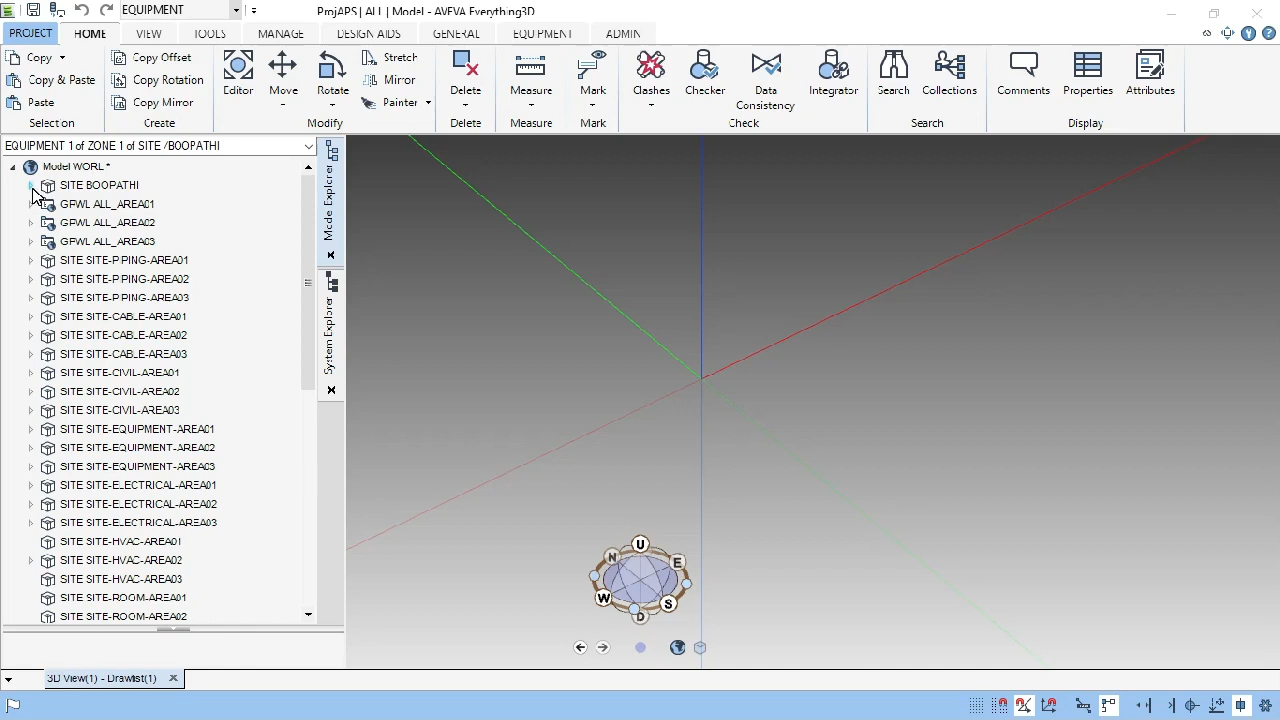 EQUIPMENT
ProjAPS | ALL | Model - AVEVA Everything3D
PROJECT HOME VIEW TOOLS MANAGE DESIGN AIDS GENERAL EQUIPMENT ADMIN
Copy
Copy & Paste
Paste
Selection
Copy Offset
Copy Rotation
Copy Mirror
Create
Editor
Move
Rotate
Stretch
Mirror
Painter
Modify
Delete
Delete
Measure
Measure
Mark
Mark
Clashes
Checker
Data
Consistency
Integrator
Check
Search
Collections
Search
Comments
Properties
Attributes
Display
EQUIPMENT 1 of ZONE 1 of SITE /BOOPATHI
Model WORL *
SITE BOOPATHI
GPWL ALL_AREA01
GPWL ALL_AREA02
GPWL ALL_AREA03
SITE SITE-PIPING-AREA01
SITE SITE-PIPING-AREA02
SITE SITE-PIPING-AREA03
SITE SITE-CABLE-AREA01
SITE SITE-CABLE-AREA02
SITE SITE-CABLE-AREA03
SITE SITE-CIVIL-AREA01
SITE SITE-CIVIL-AREA02
SITE SITE-CIVIL-AREA03
SITE SITE-EQUIPMENT-AREA01
SITE SITE-EQUIPMENT-AREA02
SITE SITE-EQUIPMENT-AREA03
SITE SITE-ELECTRICAL-AREA01
SITE SITE-ELECTRICAL-AREA02
SITE SITE-ELECTRICAL-AREA03
SITE SITE-HVAC-AREA01
SITE SITE-HVAC-AREA02
SITE SITE-HVAC-AREA03
SITE SITE-ROOM-AREA01
SITE SITE-ROOM-AREA02
Model Explorer
System Explorer
U
N
E
W
S
D
3D View(1) - Drawlist(1)